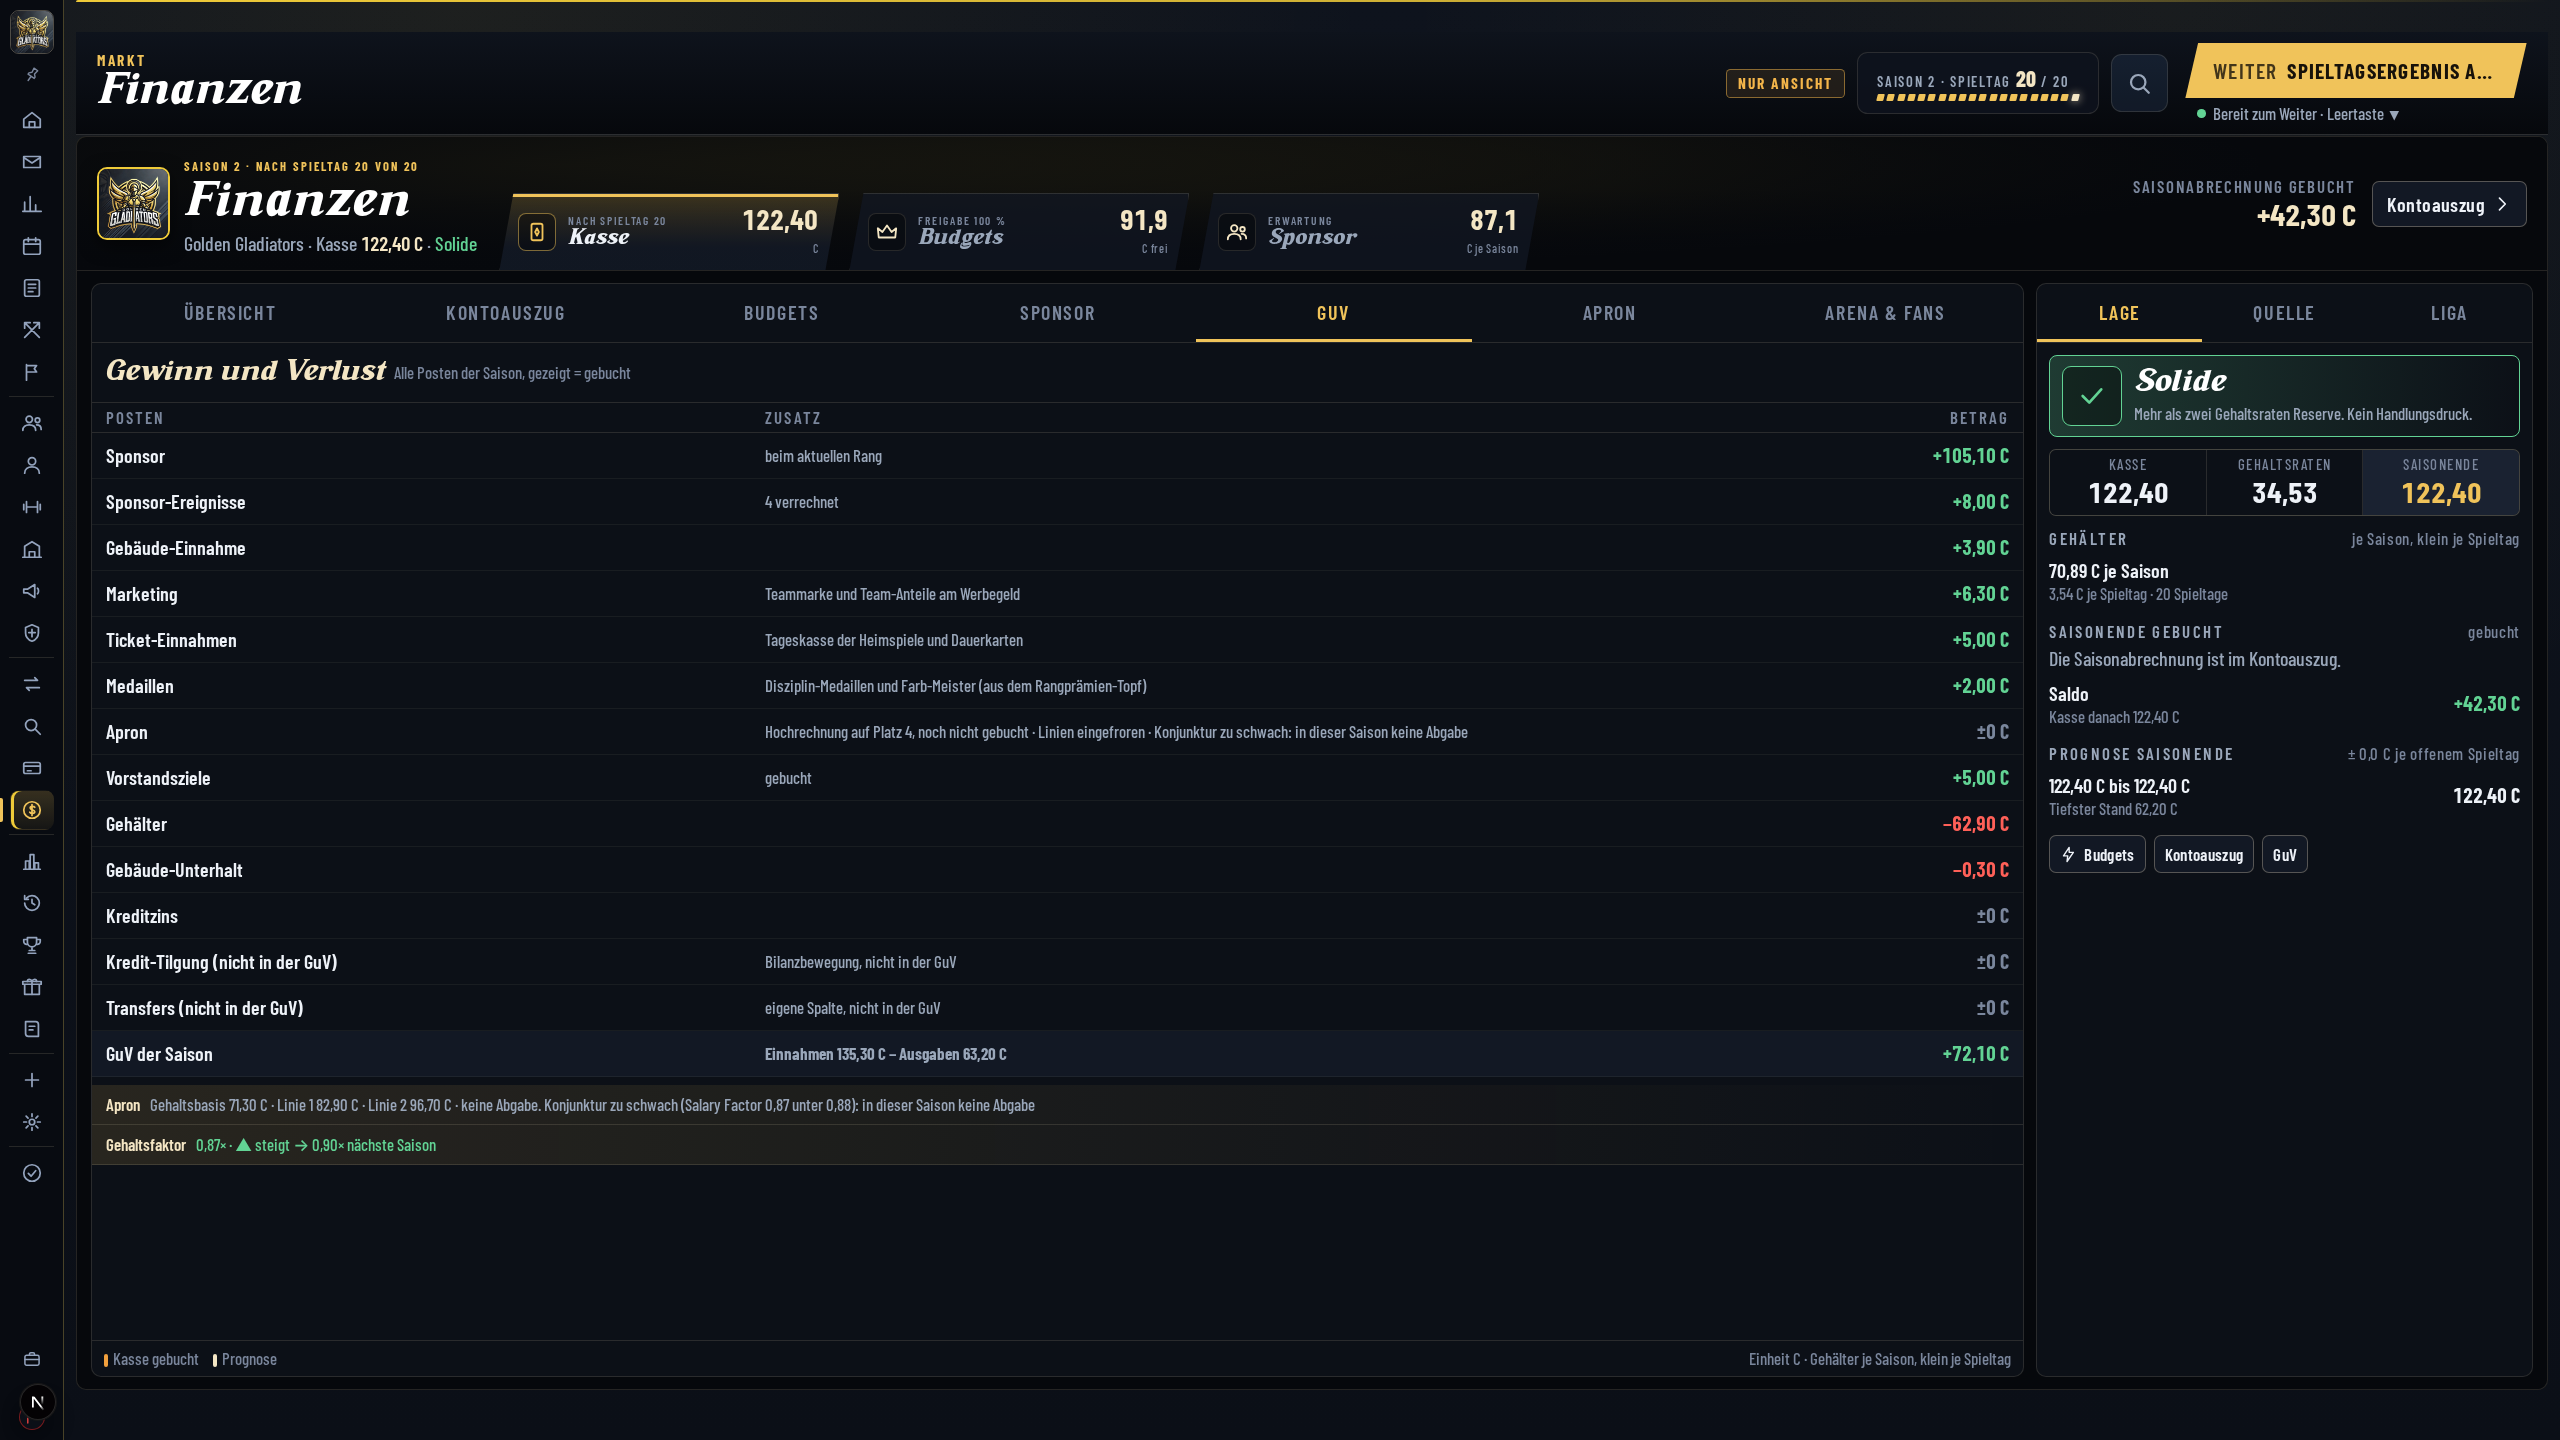 MARKT
Finanzen
NUR ANSICHT
SAISON 2 · SPIELTAG 20 / 20
WEITER SPIELTAGSERGEBNIS A...
Bereit zum Weiter · Leertaste ▼
GLADIATORS
SAISON 2 · NACH SPIELTAG 20 VON 20
Finanzen
Golden Gladiators · Kasse 122,40 C · Solide
NACH SPIELTAG 20
Kasse
122,40
C
FREIGABE 100 %
Budgets
91,9
C frei
ERWARTUNG
Sponsor
87,1
C je Saison
SAISONABRECHNUNG GEBUCHT
+42,30 C
Kontoauszug
ÜBERSICHT KONTOAUSZUG BUDGETS SPONSOR GUV APRON ARENA & FANS
Gewinn und Verlust Alle Posten der Saison, gezeigt = gebucht
POSTEN ZUSATZ BETRAG
Sponsor beim aktuellen Rang +105,10 C
Sponsor-Ereignisse 4 verrechnet +8,00 C
Gebäude-Einnahme +3,90 C
Marketing Teammarke und Team-Anteile am Werbegeld +6,30 C
Ticket-Einnahmen Tageskasse der Heimspiele und Dauerkarten +5,00 C
Medaillen Disziplin-Medaillen und Farb-Meister (aus dem Rangprämien-Topf) +2,00 C
Apron Hochrechnung auf Platz 4, noch nicht gebucht · Linien eingefroren · Konjunktur zu schwach: in dieser Saison keine Abgabe ±0 C
Vorstandsziele gebucht +5,00 C
Gehälter −62,90 C
Gebäude-Unterhalt −0,30 C
Kreditzins ±0 C
Kredit-Tilgung (nicht in der GuV) Bilanzbewegung, nicht in der GuV ±0 C
Transfers (nicht in der GuV) eigene Spalte, nicht in der GuV ±0 C
GuV der Saison Einnahmen 135,30 C – Ausgaben 63,20 C +72,10 C
Apron Gehaltsbasis 71,30 C · Linie 1 82,90 C · Linie 2 96,70 C · keine Abgabe. Konjunktur zu schwach (Salary Factor 0,87 unter 0,88): in dieser Saison keine Abgabe
Gehaltsfaktor 0,87× · ▲ steigt → 0,90× nächste Saison
Kasse gebucht Prognose
Einheit C · Gehälter je Saison, klein je Spieltag
LAGE QUELLE LIGA
Solide
Mehr als zwei Gehaltsraten Reserve. Kein Handlungsdruck.
KASSE GEHALTSRATEN SAISONENDE
122,40 34,53 122,40
GEHÄLTER je Saison, klein je Spieltag
70,89 C je Saison
3,54 C je Spieltag · 20 Spieltage
SAISONENDE GEBUCHT gebucht
Die Saisonabrechnung ist im Kontoauszug.
Saldo +42,30 C
Kasse danach 122,40 C
PROGNOSE SAISONENDE ± 0,0 C je offenem Spieltag
122,40 C bis 122,40 C 122,40 C
Tiefster Stand 62,20 C
Budgets Kontoauszug GuV
N